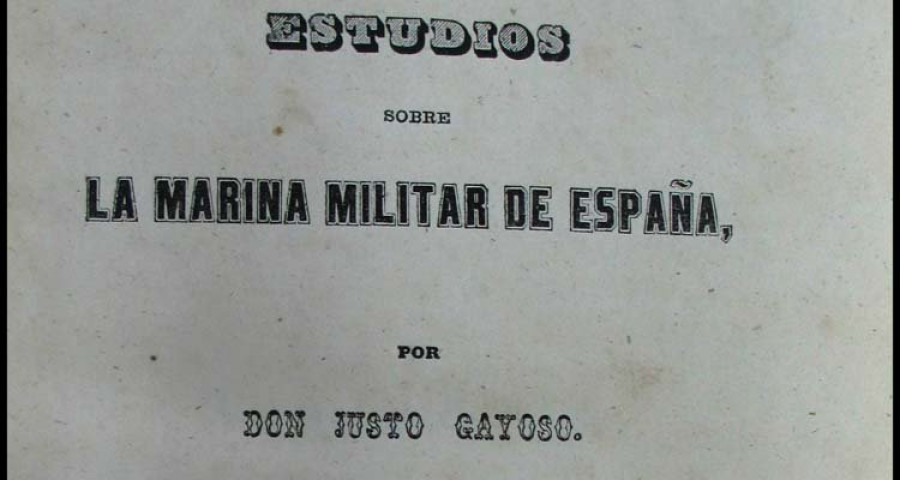 ESTUDIOS
SOBRE
LA MARINA MILITAR DE ESPAÑA,
POR
DON JUSTO GAYOSO.